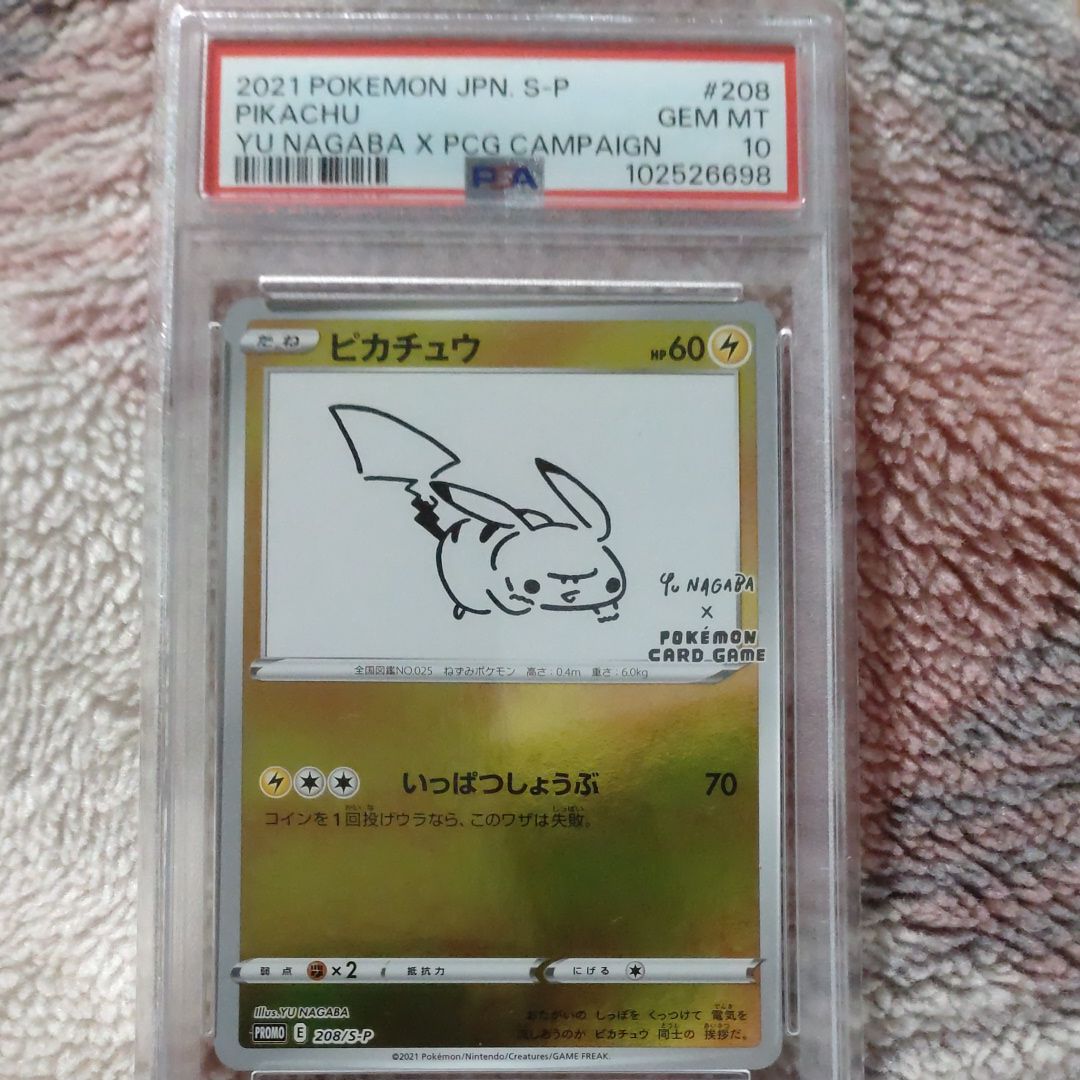 2021 POKEMON JPN. S-P #208
PIKACHU GEM MT
YU NAGABA X PCG CAMPAIGN 10
PSA 102526698
たね ピカチュウ HP60
YU NAGABA
×
POKÉMON
CARD GAME
全国図鑑NO.025 ねずみポケモン 高さ:0.4m 重さ:6.0kg
いっぱつしょうぶ 70
コインを1回投げウラなら、このワザは失敗。
弱点 ×2 抵抗力 にげる
Illus. YU NAGABA
おたがいの しっぽを くっつけて 電気を
流しあうのが ピカチュウ 同士の 挨拶だ。
PROMO E 208/S-P
©2021 Pokémon/Nintendo/Creatures/GAME FREAK.